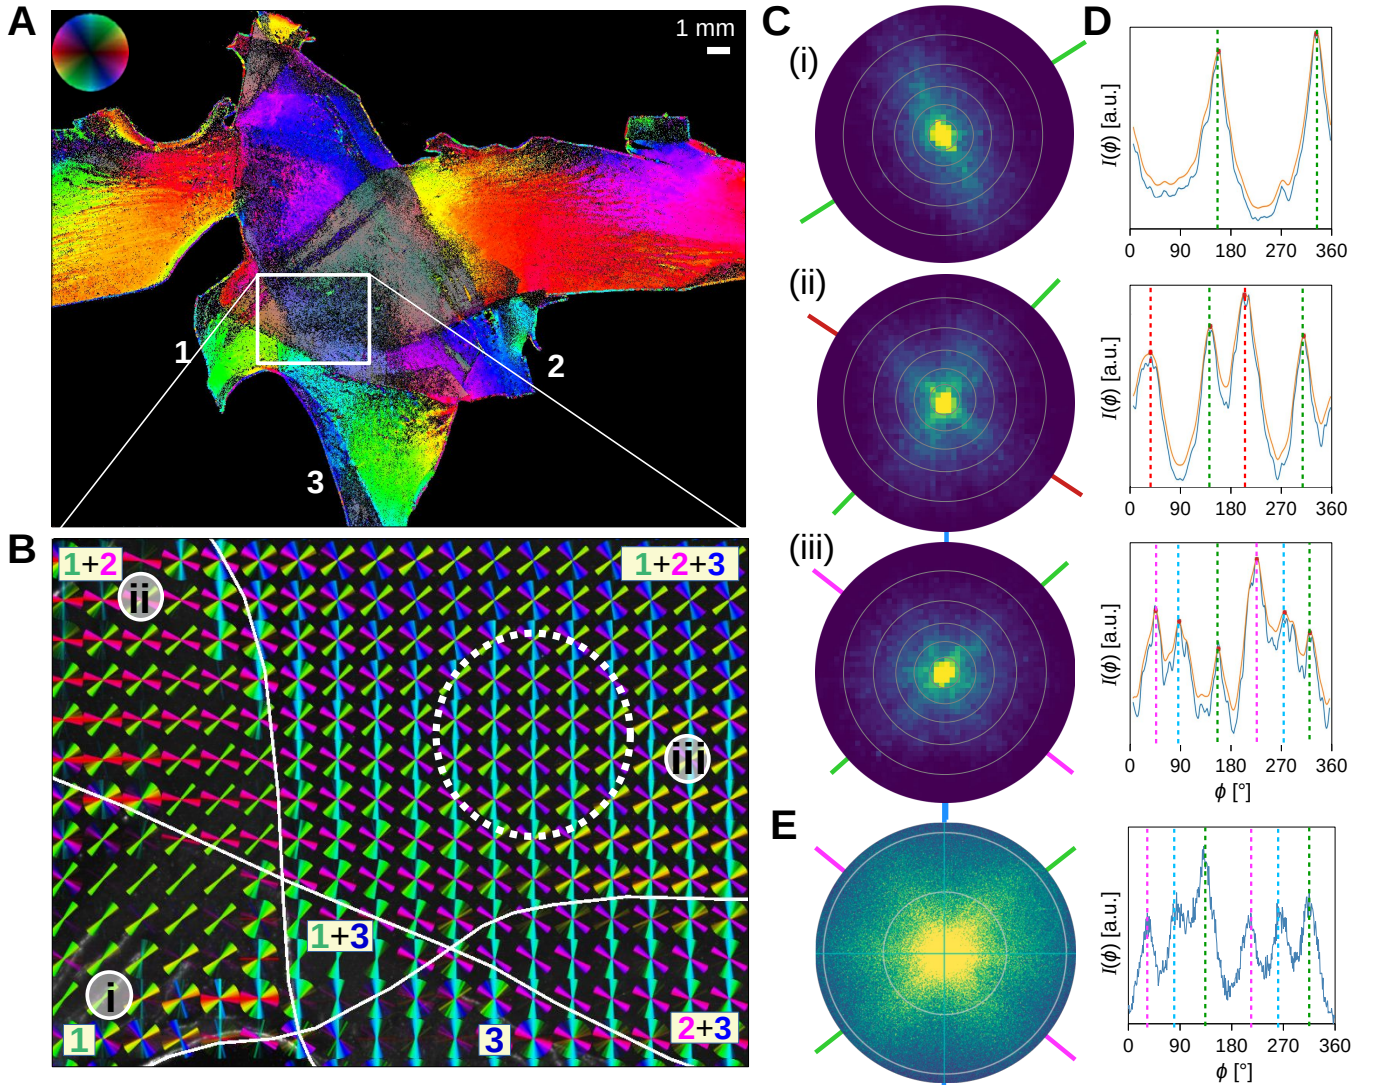 A
1 mm
1
2
3
B
1+2
1+2+3
ii
iii
1+3
i
1
3
2+3
C
(i)
(ii)
(iii)
D
I(ϕ) [a.u.]
0 90 180 270 360
I(ϕ) [a.u.]
0 90 180 270 360
I(ϕ) [a.u.]
0 90 180 270 360
ϕ [°]
E
I(ϕ) [a.u.]
0 90 180 270 360
ϕ [°]